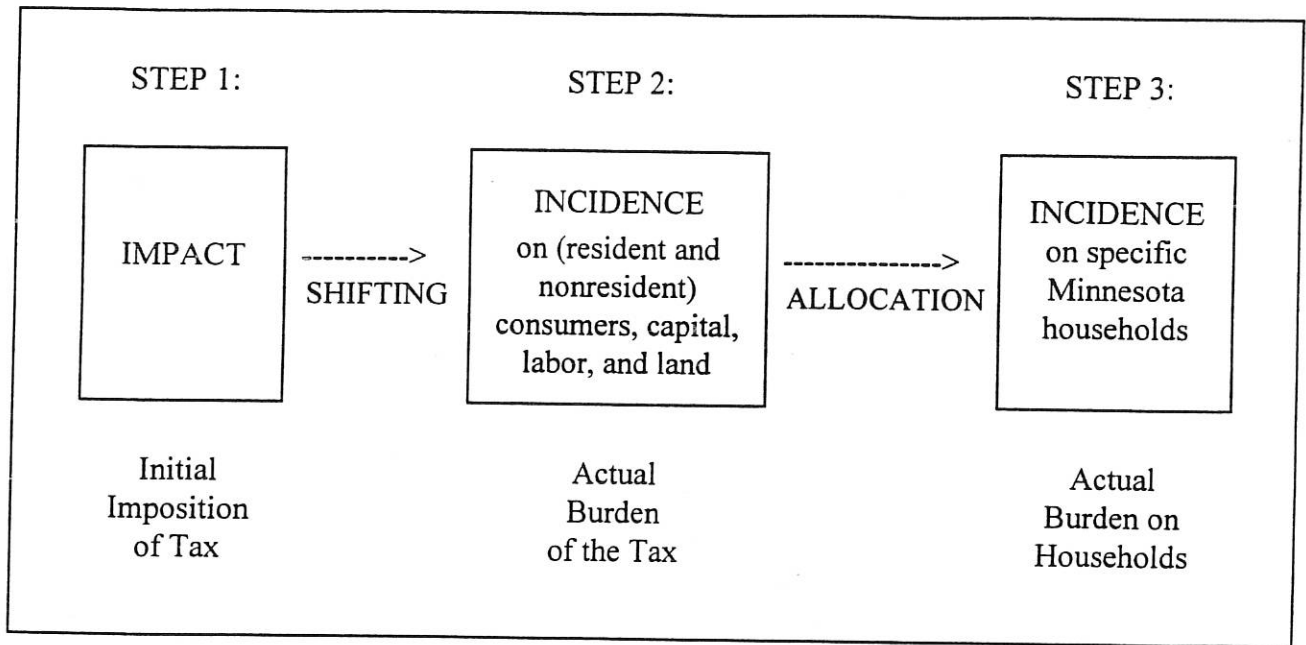 STEP 1:
STEP 2:
STEP 3:
IMPACT
---------->
SHIFTING
INCIDENCE
on (resident and
nonresident)
consumers, capital,
labor, and land
--------------->
ALLOCATION
INCIDENCE
on specific
Minnesota
households
Initial
Imposition
of Tax
Actual
Burden
of the Tax
Actual
Burden on
Households